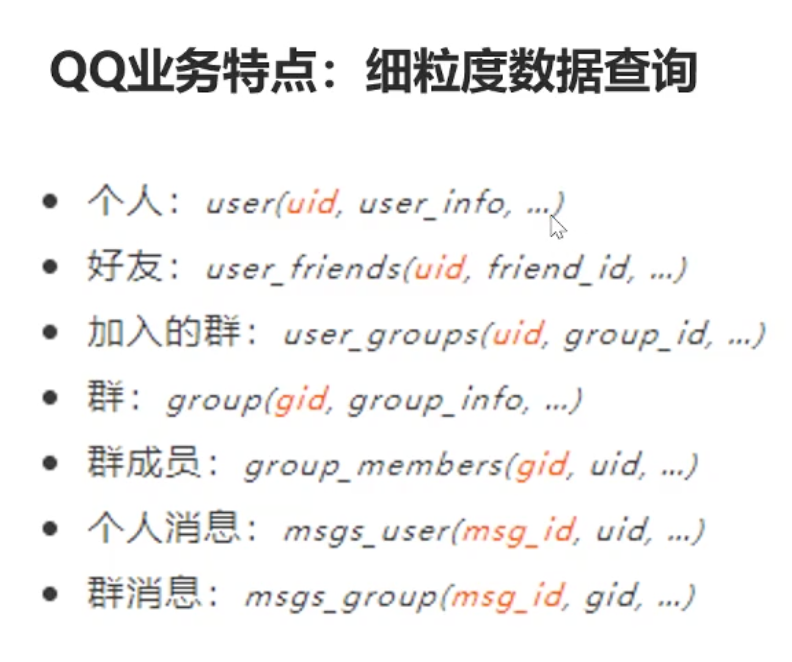 QQ业务特点：细粒度数据查询
● 个人：user(uid, user_info, ...)
● 好友：user_friends(uid, friend_id, ...)
● 加入的群：user_groups(uid, group_id, ...)
● 群：group(gid, group_info, ...)
● 群成员：group_members(gid, uid, ...)
● 个人消息：msgs_user(msg_id, uid, ...)
● 群消息：msgs_group(msg_id, gid, ...)